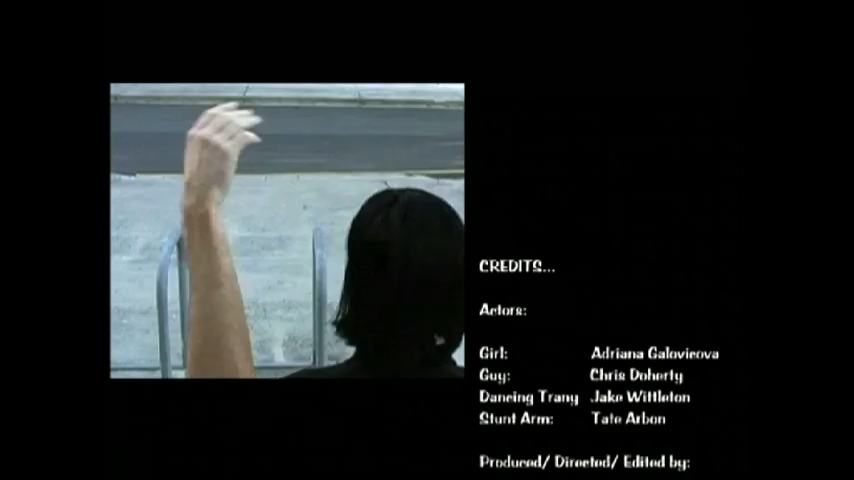 CREDITS...
Actors:
Girl: Adriana Galovicova
Guy: Chris Doherty
Dancing Trany Jake Wittleton
Stunt Arm: Tate Arbon
Produced/ Directed/ Edited by: